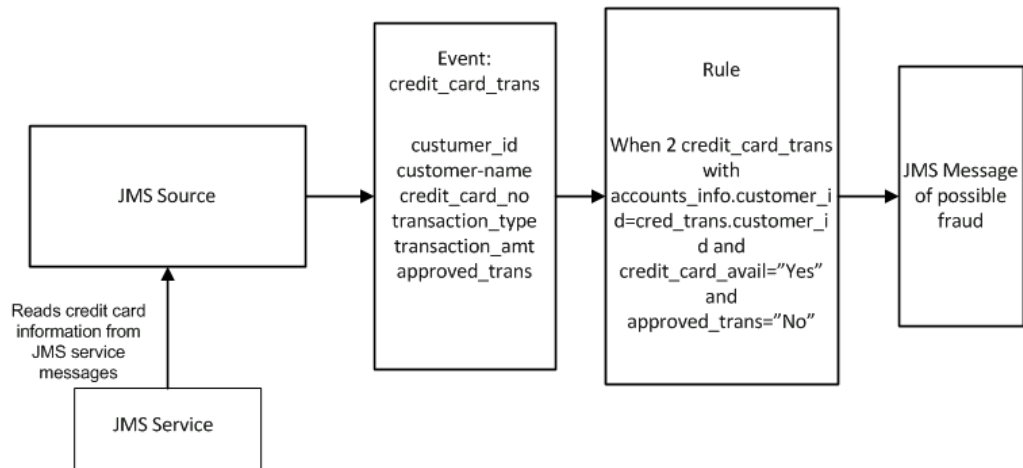 JMS Source
Reads credit card
information from
JMS service
messages
JMS Service
Event:
credit_card_trans
custumer_id
customer-name
credit_card_no
transaction_type
transaction_amt
approved_trans
Rule
When 2 credit_card_trans
with
accounts_info.customer_i
d=cred_trans.customer_i
d and
credit_card_avail=”Yes”
and
approved_trans=”No”
JMS Message
of possible
fraud